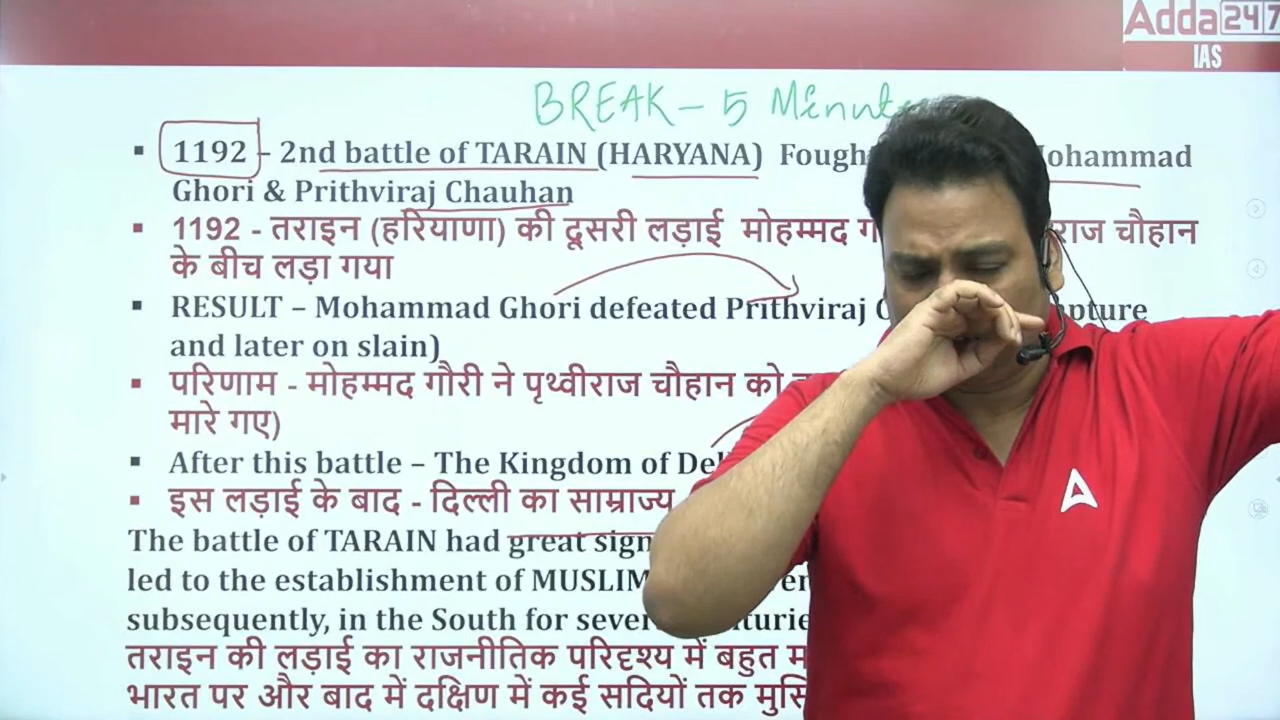 Adda247
IAS
BREAK - 5 Minute
▪ 1192 - 2nd battle of TARAIN (HARYANA) Fough ohammad
Ghori & Prithviraj Chauhan
▪ 1192 - तराइन (हरियाणा) की दूसरी लड़ाई मोहम्मद ग राज चौहान
के बीच लड़ा गया
▪ RESULT – Mohammad Ghori defeated Prithviraj C pture
and later on slain)
▪ परिणाम - मोहम्मद गौरी ने पृथ्वीराज चौहान को
मारे गए)
▪ After this battle – The Kingdom of Del
▪ इस लड़ाई के बाद - दिल्ली का साम्राज्य
The battle of TARAIN had great sign
led to the establishment of MUSLIM
subsequently, in the South for sever turie
तराइन की लड़ाई का राजनीतिक परिदृश्य में बहुत म
भारत पर और बाद में दक्षिण में कई सदियों तक मुसि